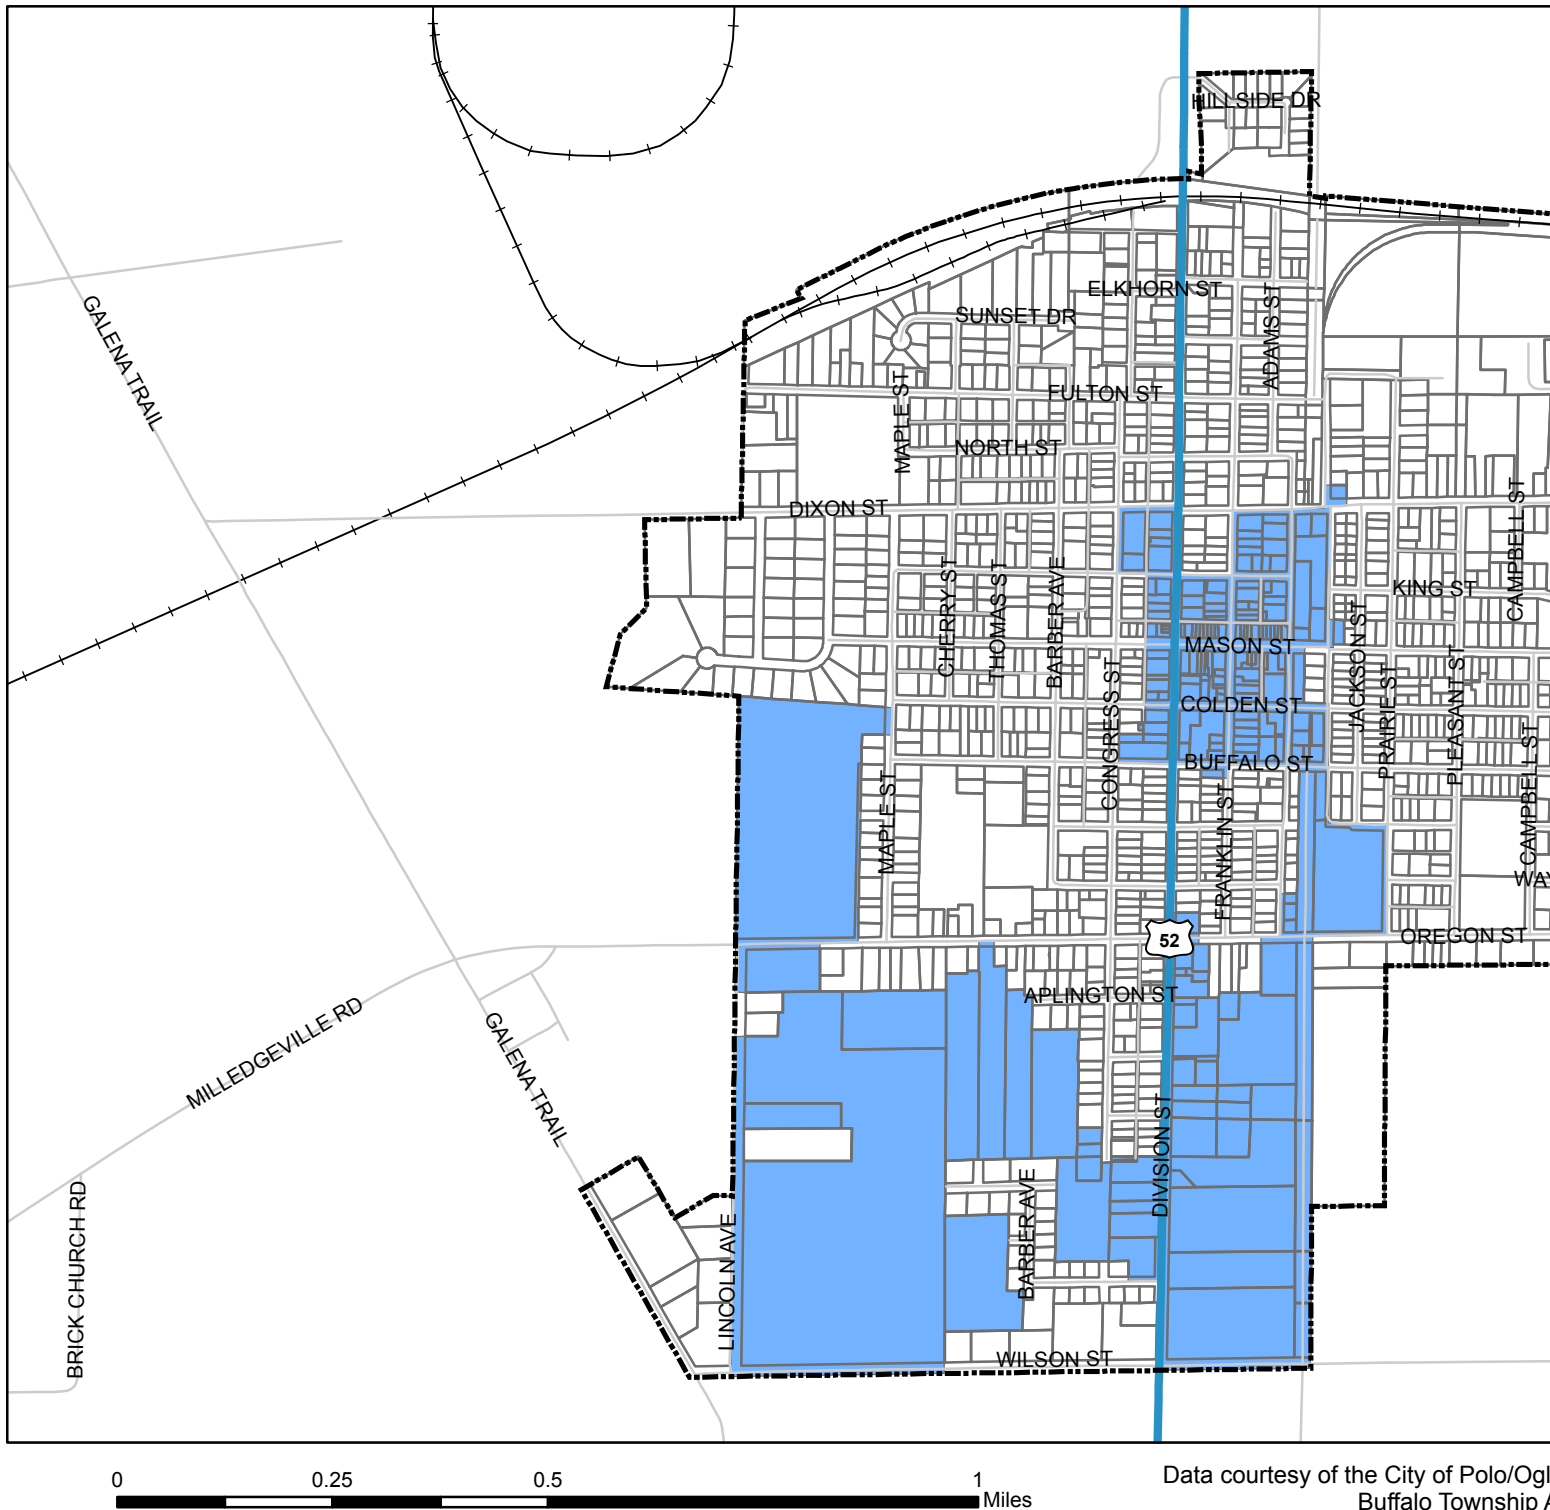 HILLSIDE DR
ELKHORN ST
SUNSET DR
ADAMS ST
GALENA TRAIL
FULTON ST
MAPLE ST
NORTH ST
DIXON ST
CAMPBELL ST
KING ST
CHERRY ST
THOMAS ST
BARBER AVE
MASON ST
JACKSON ST
COLDEN ST
PRAIRIE ST
PLEASANT ST
CONGRESS ST
BUFFALO ST
CAMPBELL ST
MAPLE ST
FRANKLIN ST
52
OREGON ST
APLINGTON ST
MILLEDGEVILLE RD
GALENA TRAIL
DIVISION ST
BRICK CHURCH RD
LINCOLN AVE
BARBER AVE
WILSON ST
0 0.25 0.5 1
Miles
Data courtesy of the City of Polo/Ogl
Buffalo Township